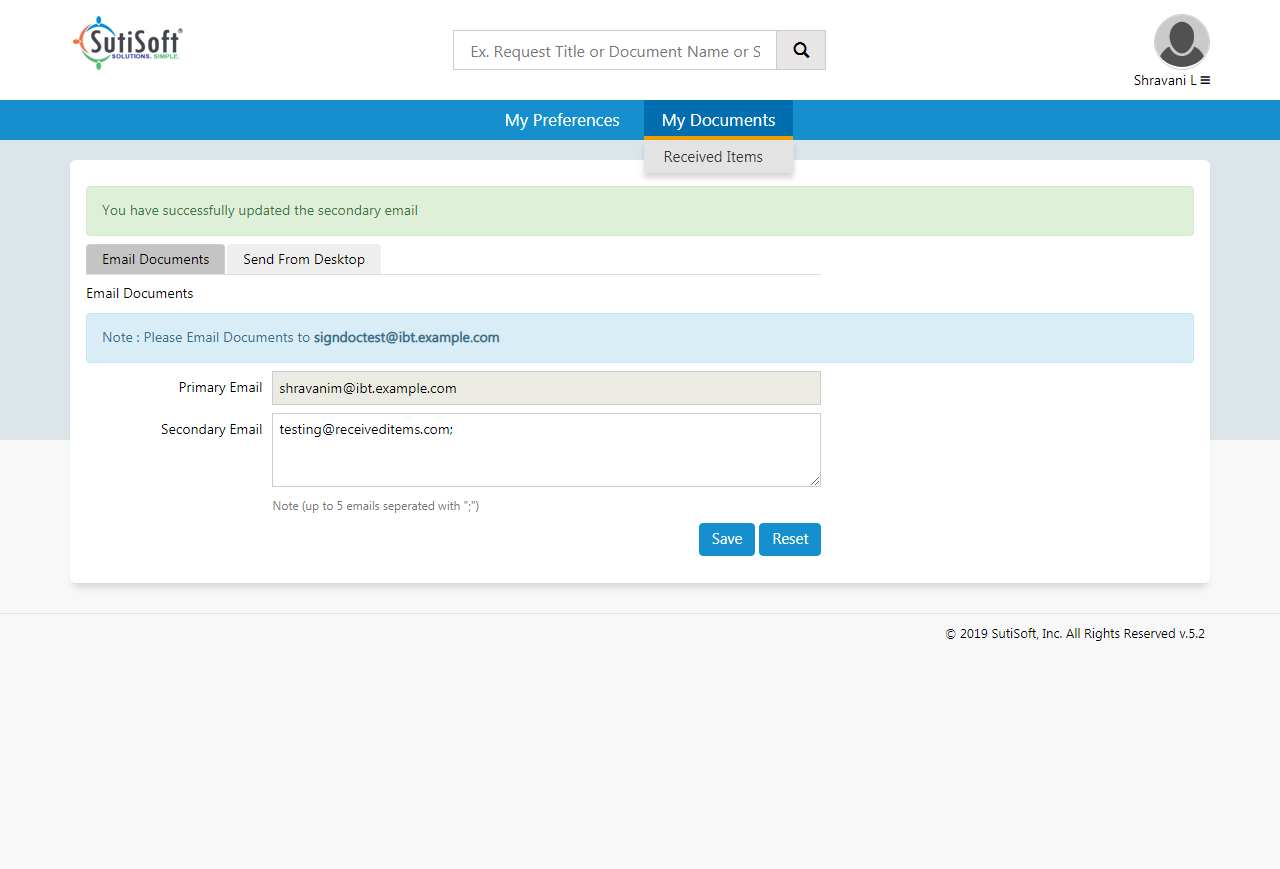 SutiSoft®
SOLUTIONS. SIMPLE.
Ex. Request Title or Document Name or S
Shravani L
My Preferences
My Documents
Received Items
You have successfully updated the secondary email
Email Documents
Send From Desktop
Email Documents
Note : Please Email Documents to signdoctest@ibt.example.com
Primary Email
shravanim@ibt.example.com
Secondary Email
testing@receiveditems.com;
Note (up to 5 emails seperated with ";")
Save
Reset
© 2019 SutiSoft, Inc. All Rights Reserved v.5.2